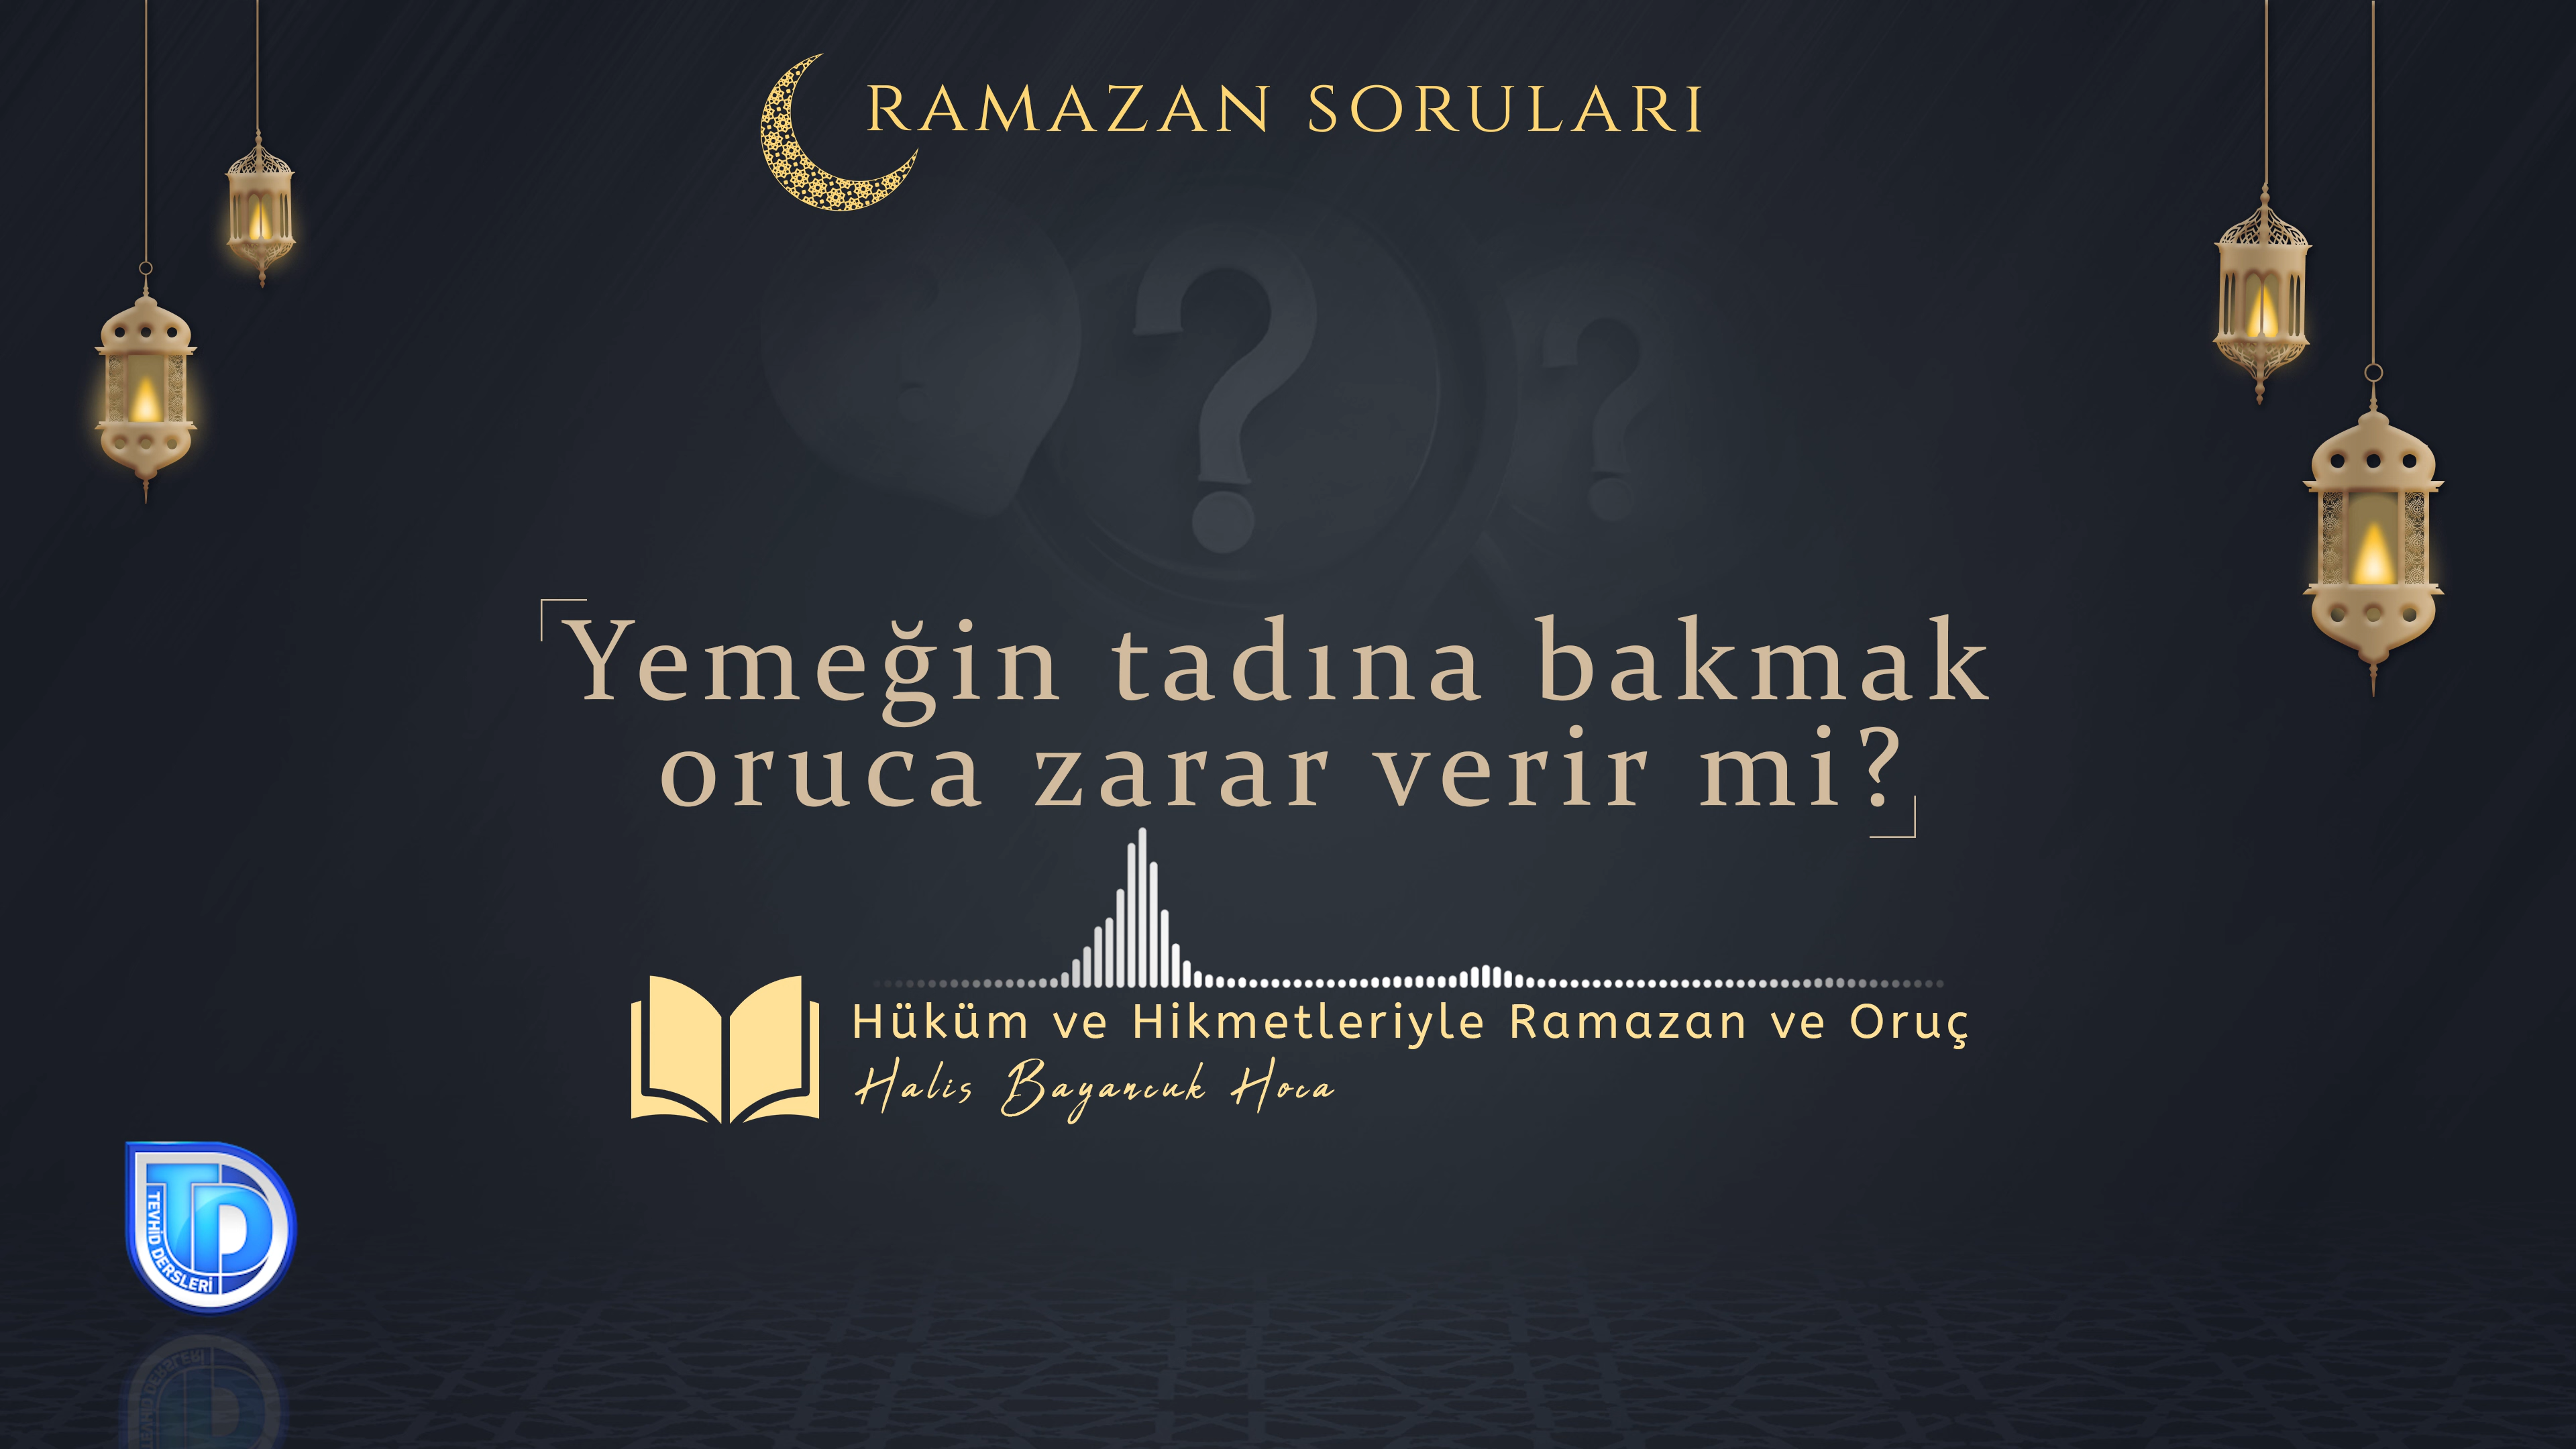 RAMAZAN SORULARI
Yemeğin tadına bakmak
oruca zarar verir mi?
Hüküm ve Hikmetleriyle Ramazan ve Oruç
Halis Bayancuk Hoca
TD
TEVHİD DERSLERİ